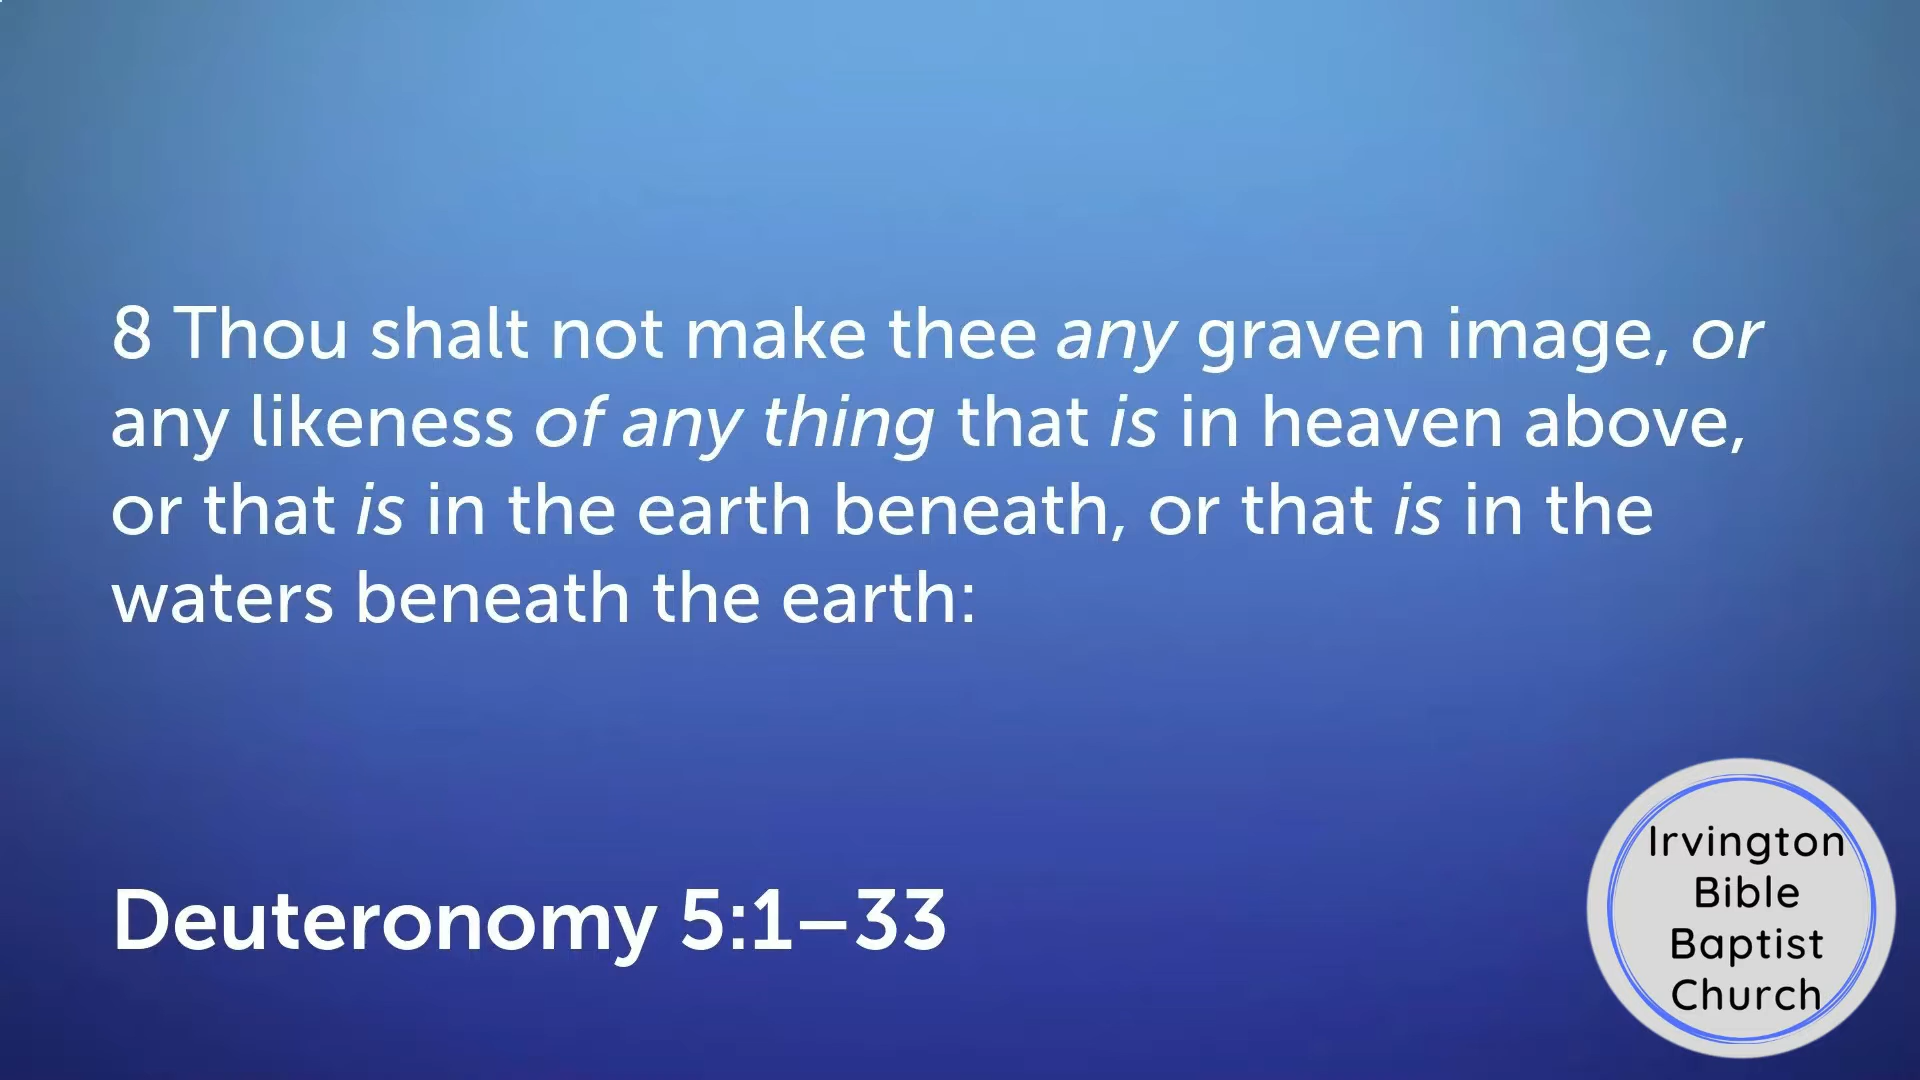 8 Thou shalt not make thee any graven image, or
any likeness of any thing that is in heaven above,
or that is in the earth beneath, or that is in the
waters beneath the earth:
Deuteronomy 5:1–33
Irvington
Bible
Baptist
Church